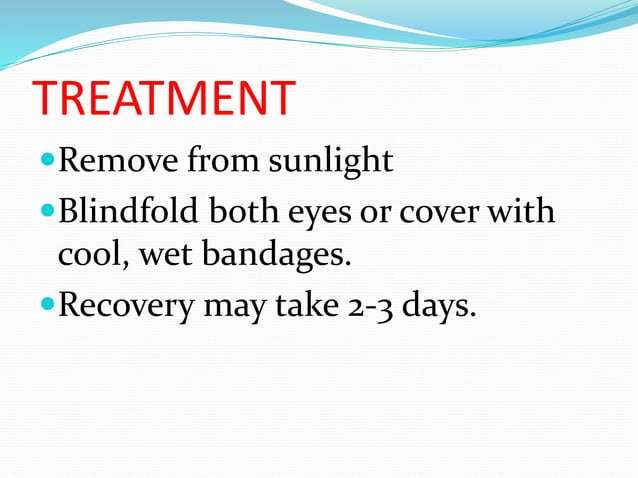 TREATMENT
•Remove from sunlight
•Blindfold both eyes or cover with
cool, wet bandages.
•Recovery may take 2-3 days.